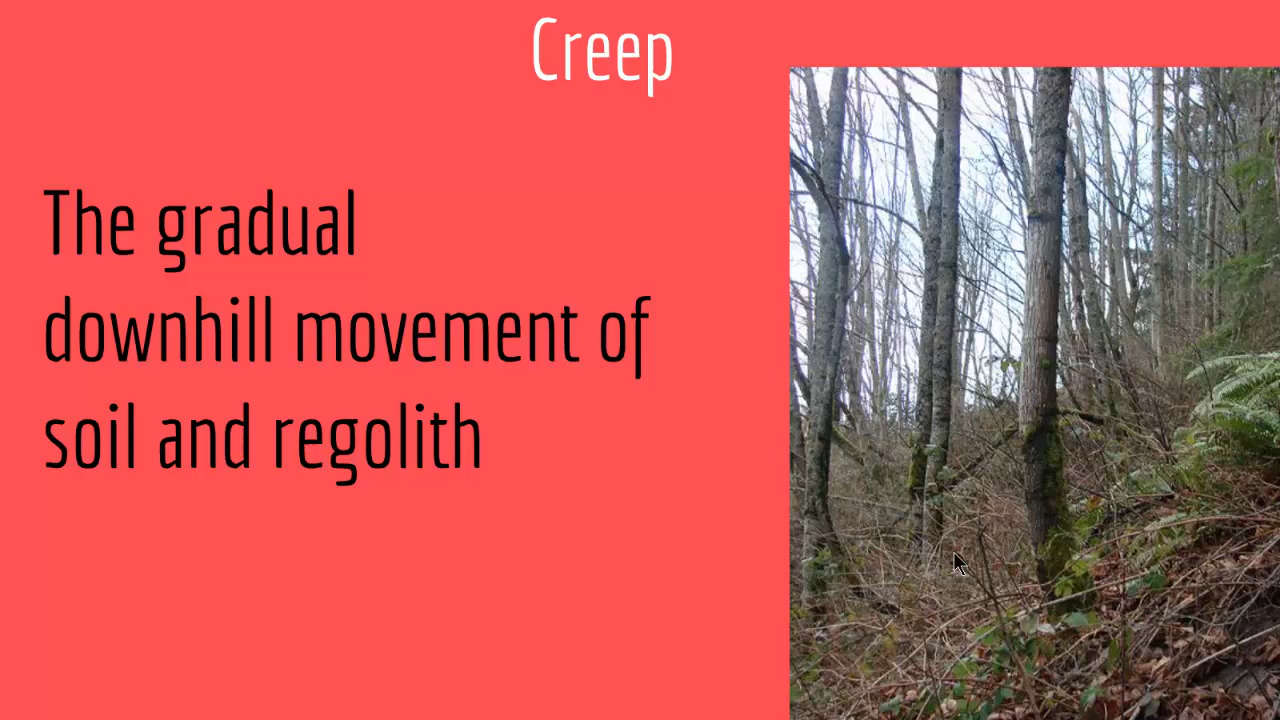 Creep
The gradual
downhill movement of
soil and regolith